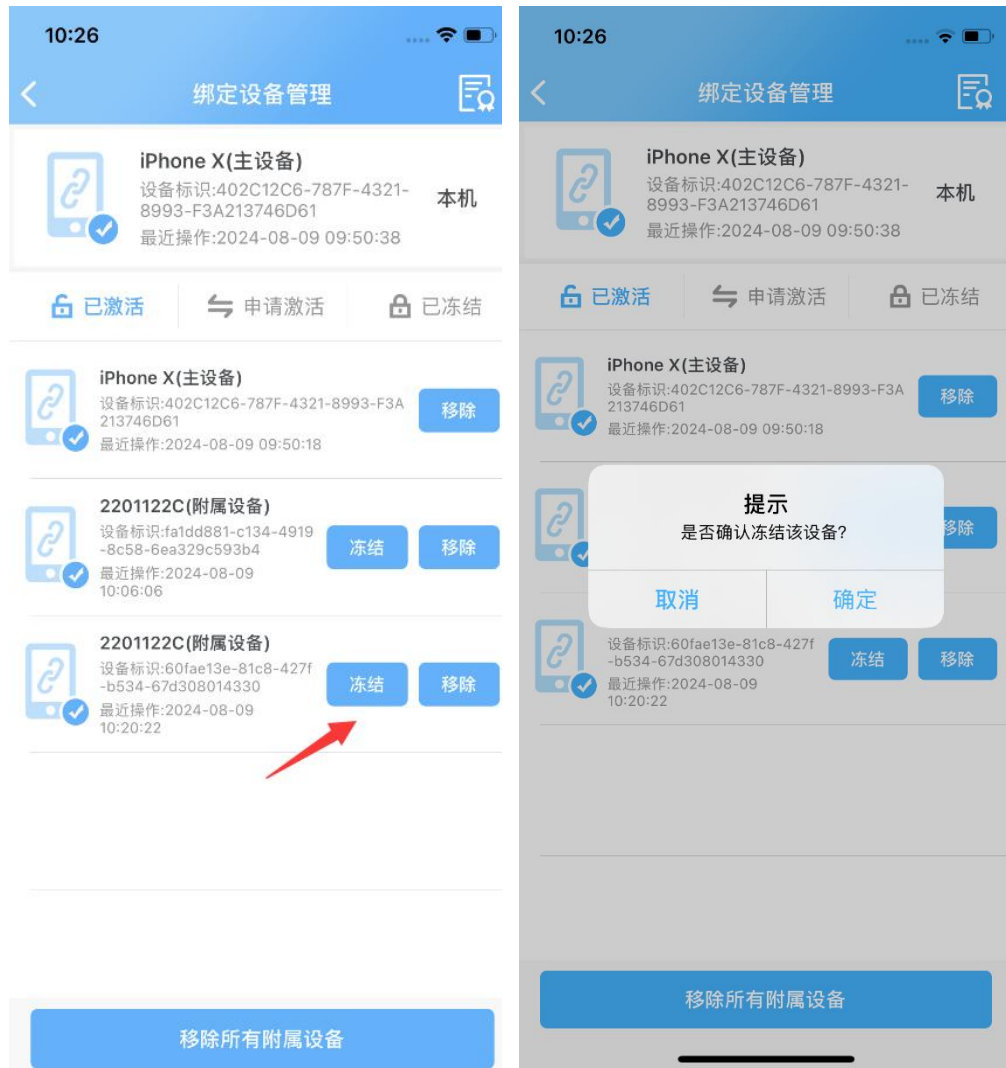 10:26
绑定设备管理
iPhone X(主设备)
设备标识:402C12C6-787F-4321-
8993-F3A213746D61
最近操作:2024-08-09 09:50:38
本机
已激活
申请激活
已冻结
iPhone X(主设备)
设备标识:402C12C6-787F-4321-8993-F3A
213746D61
最近操作:2024-08-09 09:50:18
移除
2201122C(附属设备)
设备标识:fa1dd881-c134-4919
-8c58-6ea329c593b4
最近操作:2024-08-09
10:06:06
冻结
移除
2201122C(附属设备)
设备标识:60fae13e-81c8-427f
-b534-67d308014330
最近操作:2024-08-09
10:20:22
冻结
移除
移除所有附属设备
10:26
绑定设备管理
iPhone X(主设备)
设备标识:402C12C6-787F-4321-
8993-F3A213746D61
最近操作:2024-08-09 09:50:38
本机
已激活
申请激活
已冻结
iPhone X(主设备)
设备标识:402C12C6-787F-4321-8993-F3A
213746D61
最近操作:2024-08-09 09:50:18
移除
提示
是否确认冻结该设备?
取消
确定
移除
设备标识:60fae13e-81c8-427f
-b534-67d308014330
最近操作:2024-08-09
10:20:22
冻结
移除
移除所有附属设备